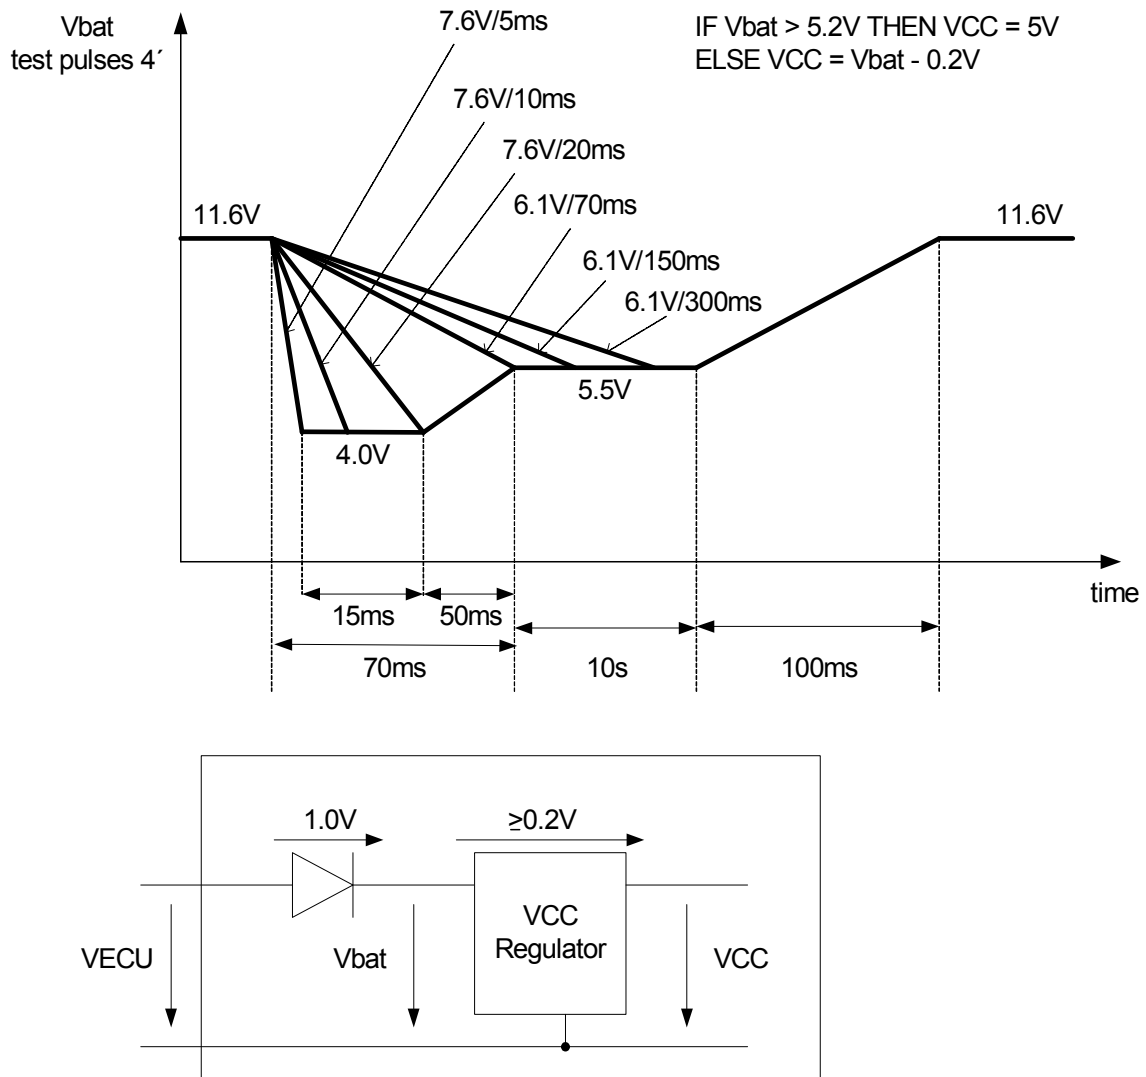 Vbat
test pulses 4´
7.6V/5ms
IF Vbat > 5.2V THEN VCC = 5V
ELSE VCC = Vbat - 0.2V
7.6V/10ms
7.6V/20ms
6.1V/70ms
11.6V
11.6V
6.1V/150ms
6.1V/300ms
5.5V
4.0V
time
15ms
50ms
70ms
10s
100ms
1.0V
≥0.2V
VCC
Regulator
VECU
Vbat
VCC